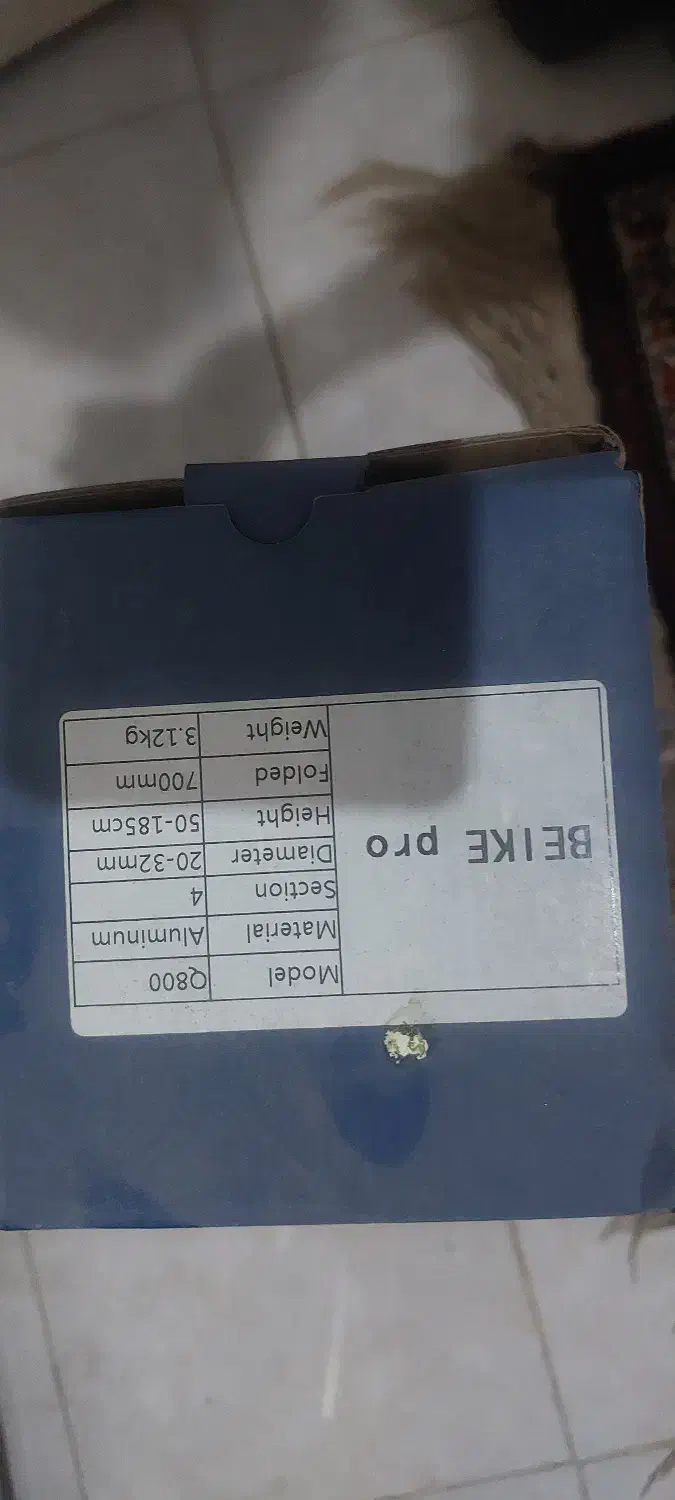 BEIKE pro
Model Q800
Material Aluminum
Section 4
Diameter 20-32mm
Height 50-185cm
Folded 700mm
Weight 3.12kg